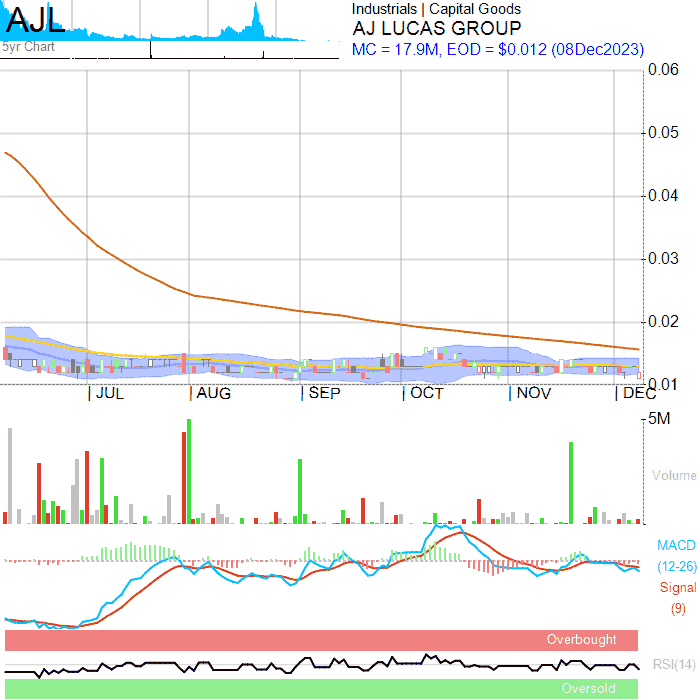 AJL
5yr Chart
Industrials | Capital Goods
AJ LUCAS GROUP
MC = 17.9M, EOD = $0.012 (08Dec2023)
0.06
0.05
0.04
0.03
0.02
0.01
JUL
AUG
SEP
OCT
NOV
DEC
5M
Volume
MACD
(12-26)
Signal
(9)
Overbought
RSI(14)
Oversold